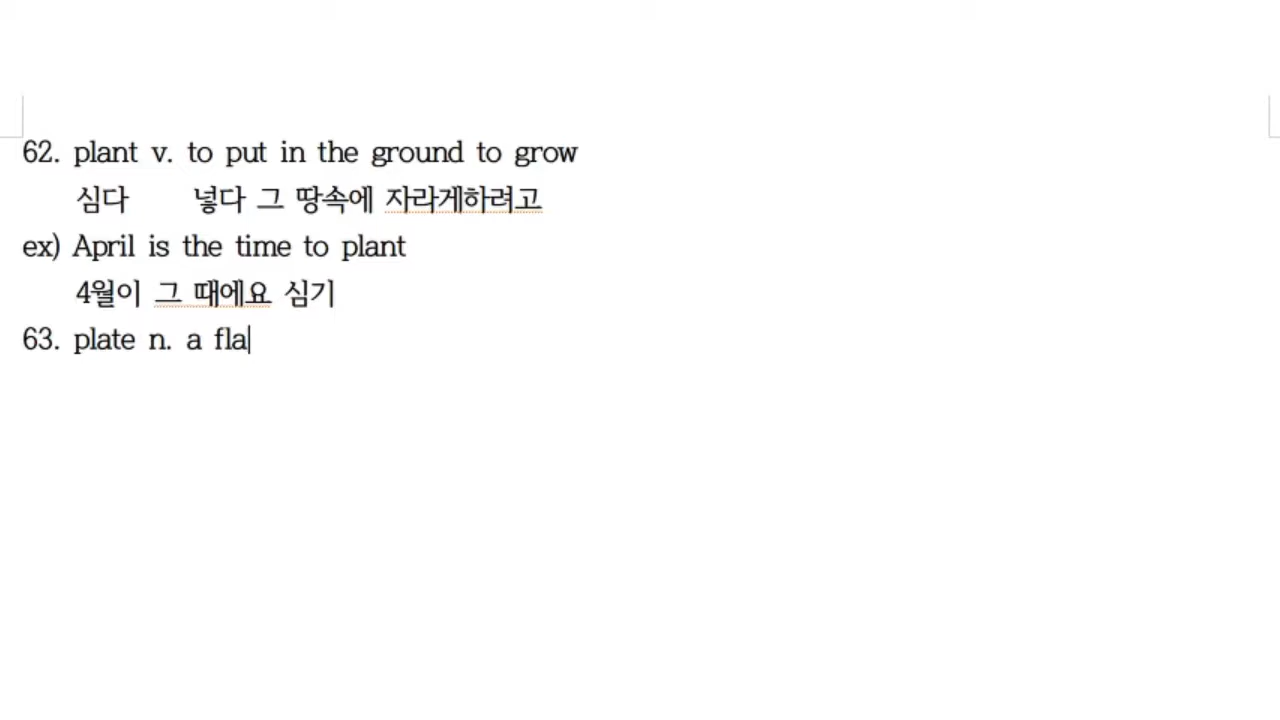 62. plant v. to put in the ground to grow
심다 넣다 그 땅속에 자라게하려고
ex) April is the time to plant
4월이 그 때에요 심기
63. plate n. a fla